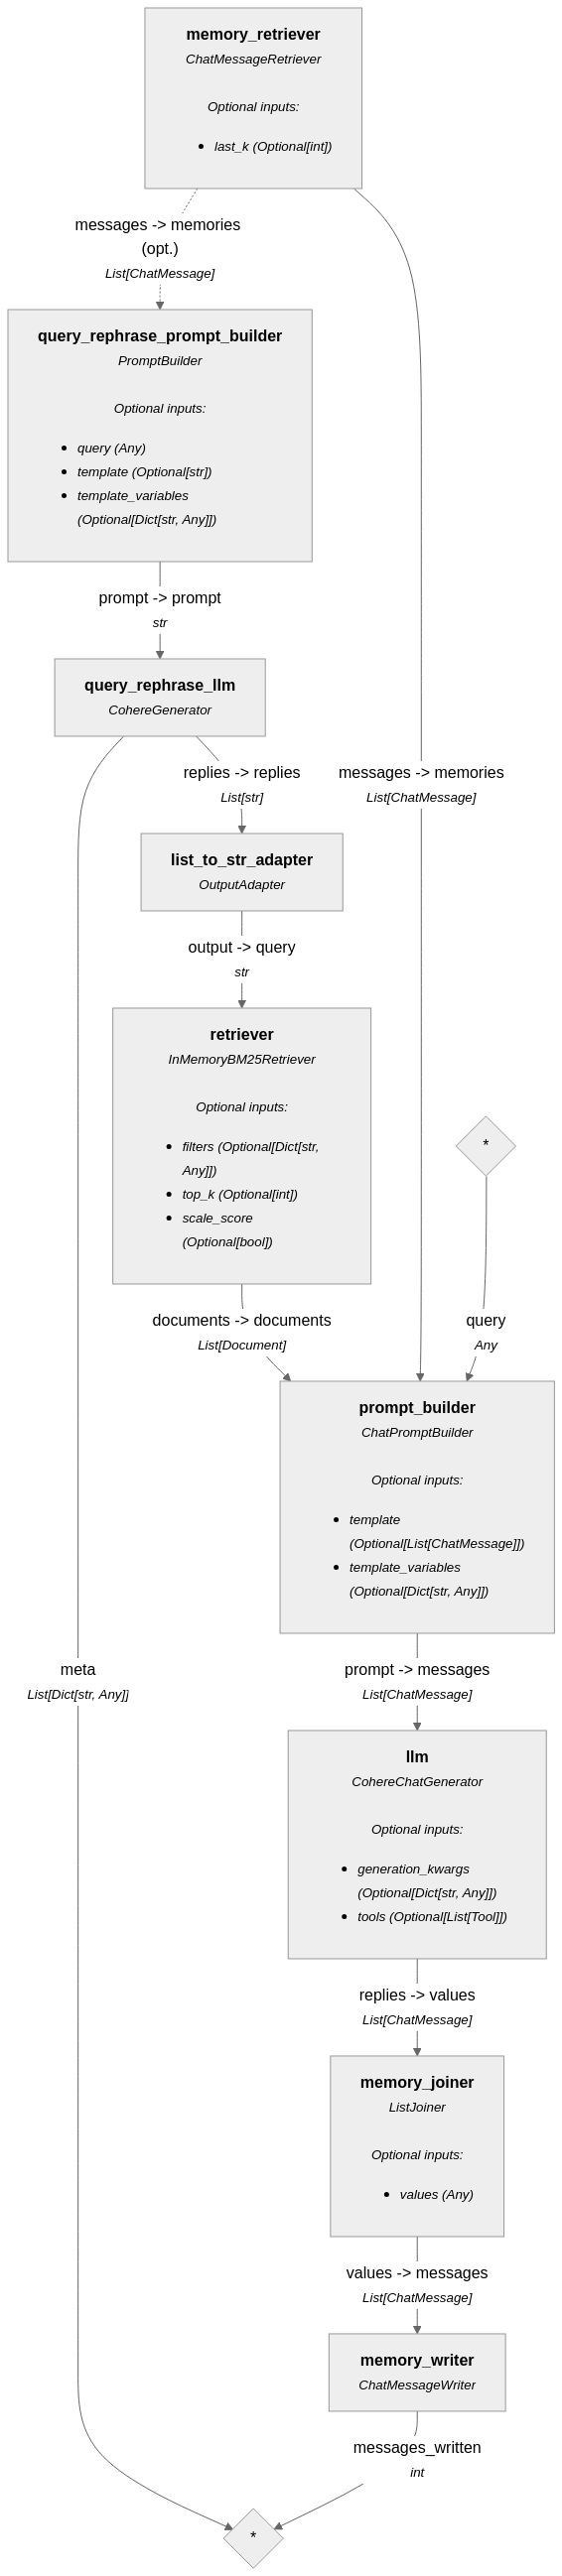 memory_retriever
ChatMessageRetriever
Optional inputs:
• last_k (Optional[int])
messages -> memories
(opt.)
List[ChatMessage]
query_rephrase_prompt_builder
PromptBuilder
Optional inputs:
• query (Any)
• template (Optional[str])
• template_variables
(Optional[Dict[str, Any]])
prompt -> prompt
str
query_rephrase_llm
CohereGenerator
replies -> replies
List[str]
messages -> memories
List[ChatMessage]
list_to_str_adapter
OutputAdapter
output -> query
str
retriever
InMemoryBM25Retriever
Optional inputs:
• filters (Optional[Dict[str,
Any]])
• top_k (Optional[int])
• scale_score
(Optional[bool])
*
documents -> documents
List[Document]
query
Any
prompt_builder
ChatPromptBuilder
Optional inputs:
• template
(Optional[List[ChatMessage]])
• template_variables
(Optional[Dict[str, Any]])
meta
List[Dict[str, Any]]
prompt -> messages
List[ChatMessage]
llm
CohereChatGenerator
Optional inputs:
• generation_kwargs
(Optional[Dict[str, Any]])
• tools (Optional[List[Tool]])
replies -> values
List[ChatMessage]
memory_joiner
ListJoiner
Optional inputs:
• values (Any)
values -> messages
List[ChatMessage]
memory_writer
ChatMessageWriter
messages_written
int
*